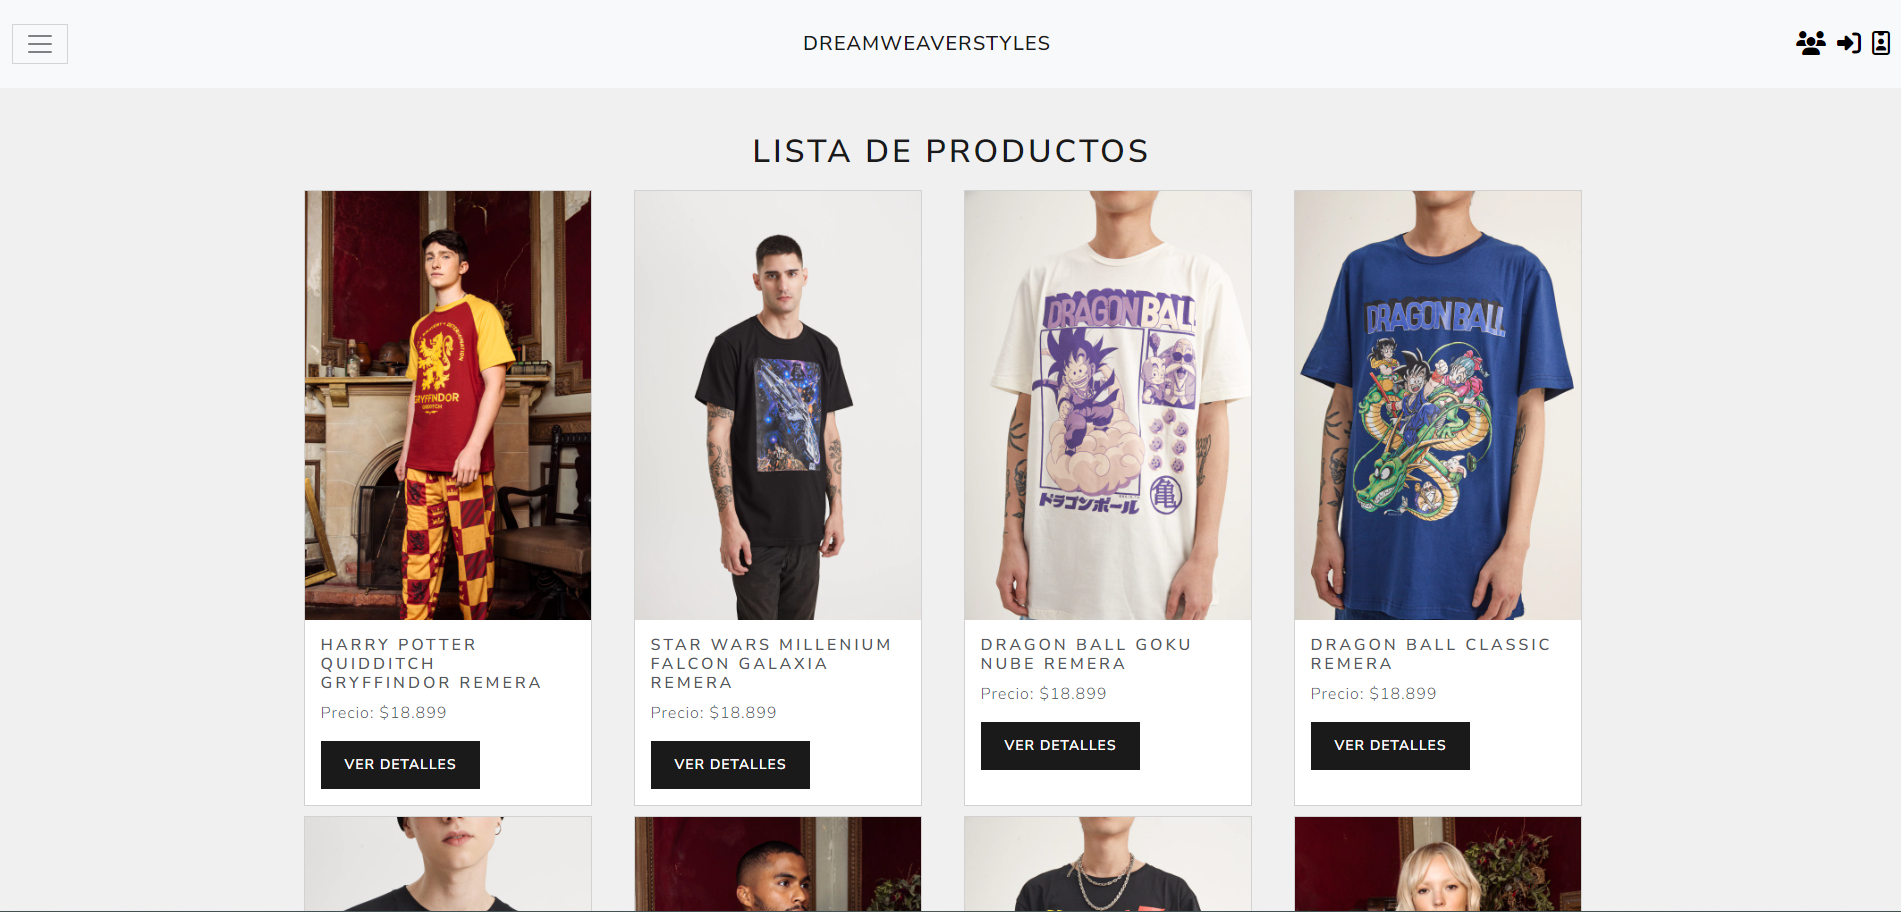 DREAMWEAVERSTYLES
LISTA DE PRODUCTOS
GRYFFINDOR
QUIDDITCH
DRAGON BALL
ドラゴンボール
亀
DRAGON BALL
HARRY POTTER
QUIDDITCH
GRYFFINDOR REMERA
Precio: $18.899
VER DETALLES
STAR WARS MILLENIUM
FALCON GALAXIA
REMERA
Precio: $18.899
VER DETALLES
DRAGON BALL GOKU
NUBE REMERA
Precio: $18.899
VER DETALLES
DRAGON BALL CLASSIC
REMERA
Precio: $18.899
VER DETALLES